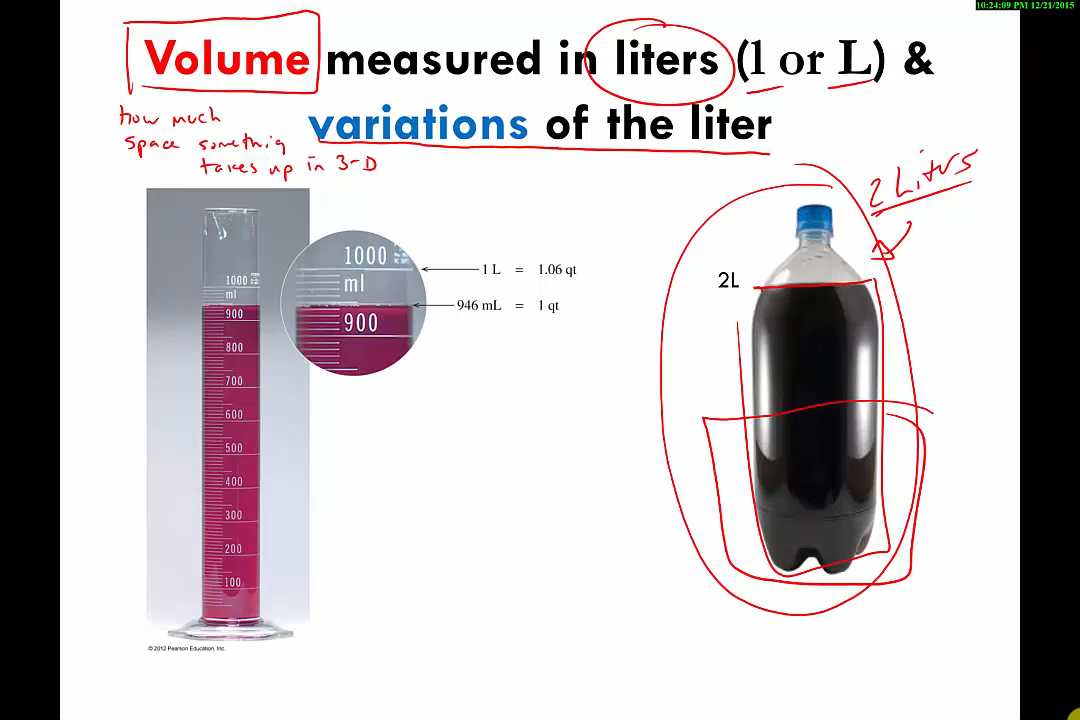 10:24:09 PM 12/21/2015
Volume measured in liters (l or L) &
variations of the liter
how much
space somethig
takes up in 3-D
2 Liters
1000
ml
900
800
700
600
500
400
300
200
100
1000
ml
900
1 L = 1.06 qt
946 mL = 1 qt
2L
© 2012 Pearson Education, Inc.